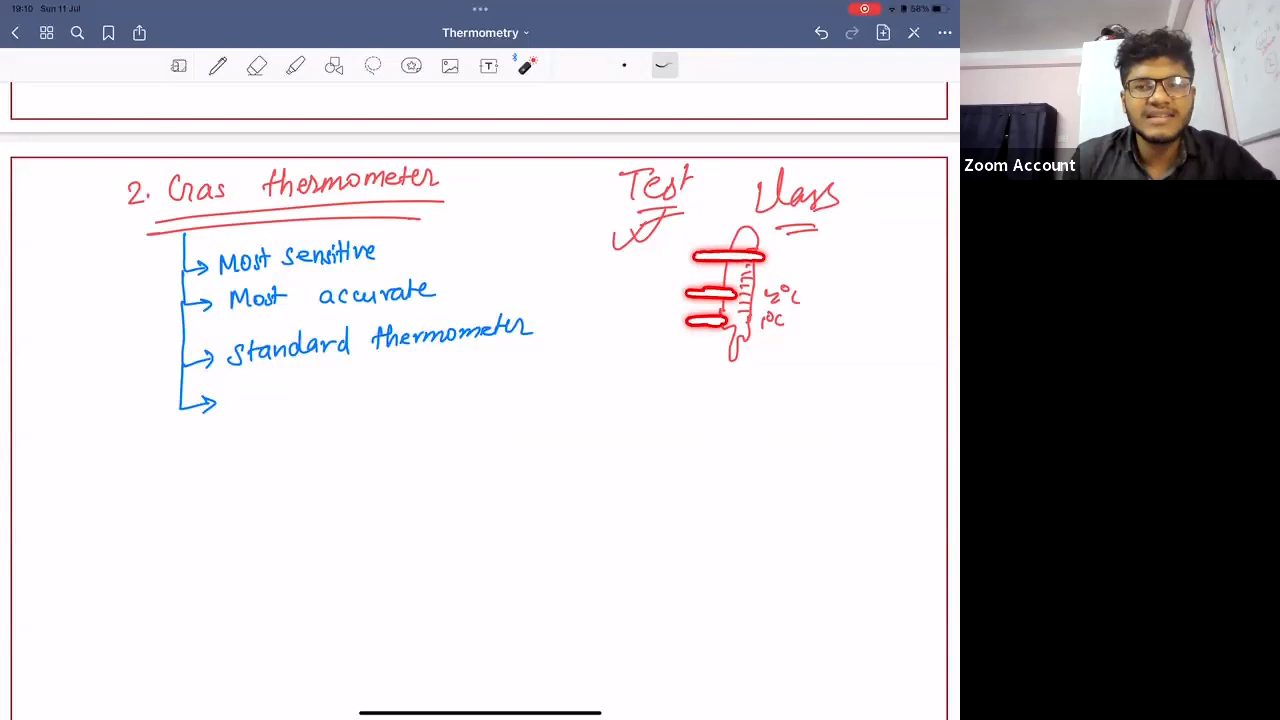 19:10 Sun 11 Jul
58%
Thermometry
T
Zoom Account
2. Gas thermometer
Test Class
Most sensitive
Most accurate
Standard thermometer
42°C
1°C